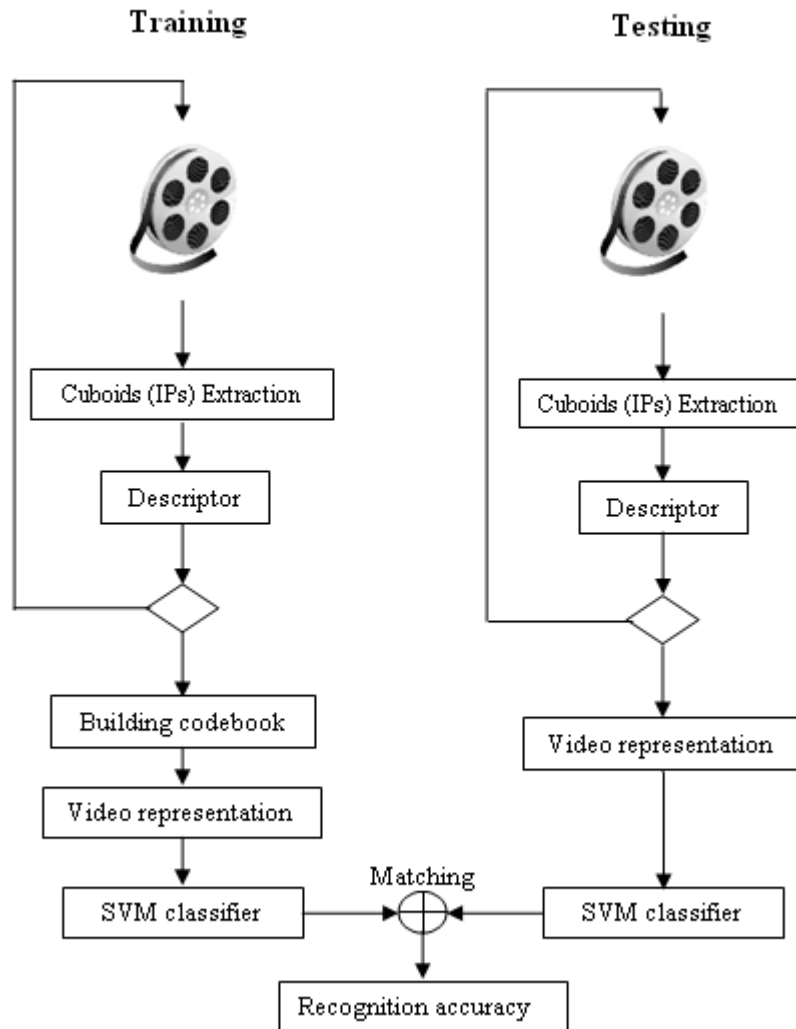 Training
Cuboids (IPs) Extraction
Descriptor
Building codebook
Video representation
SVM classifier
Testing
Cuboids (IPs) Extraction
Descriptor
Video representation
SVM classifier
Matching
Recognition accuracy